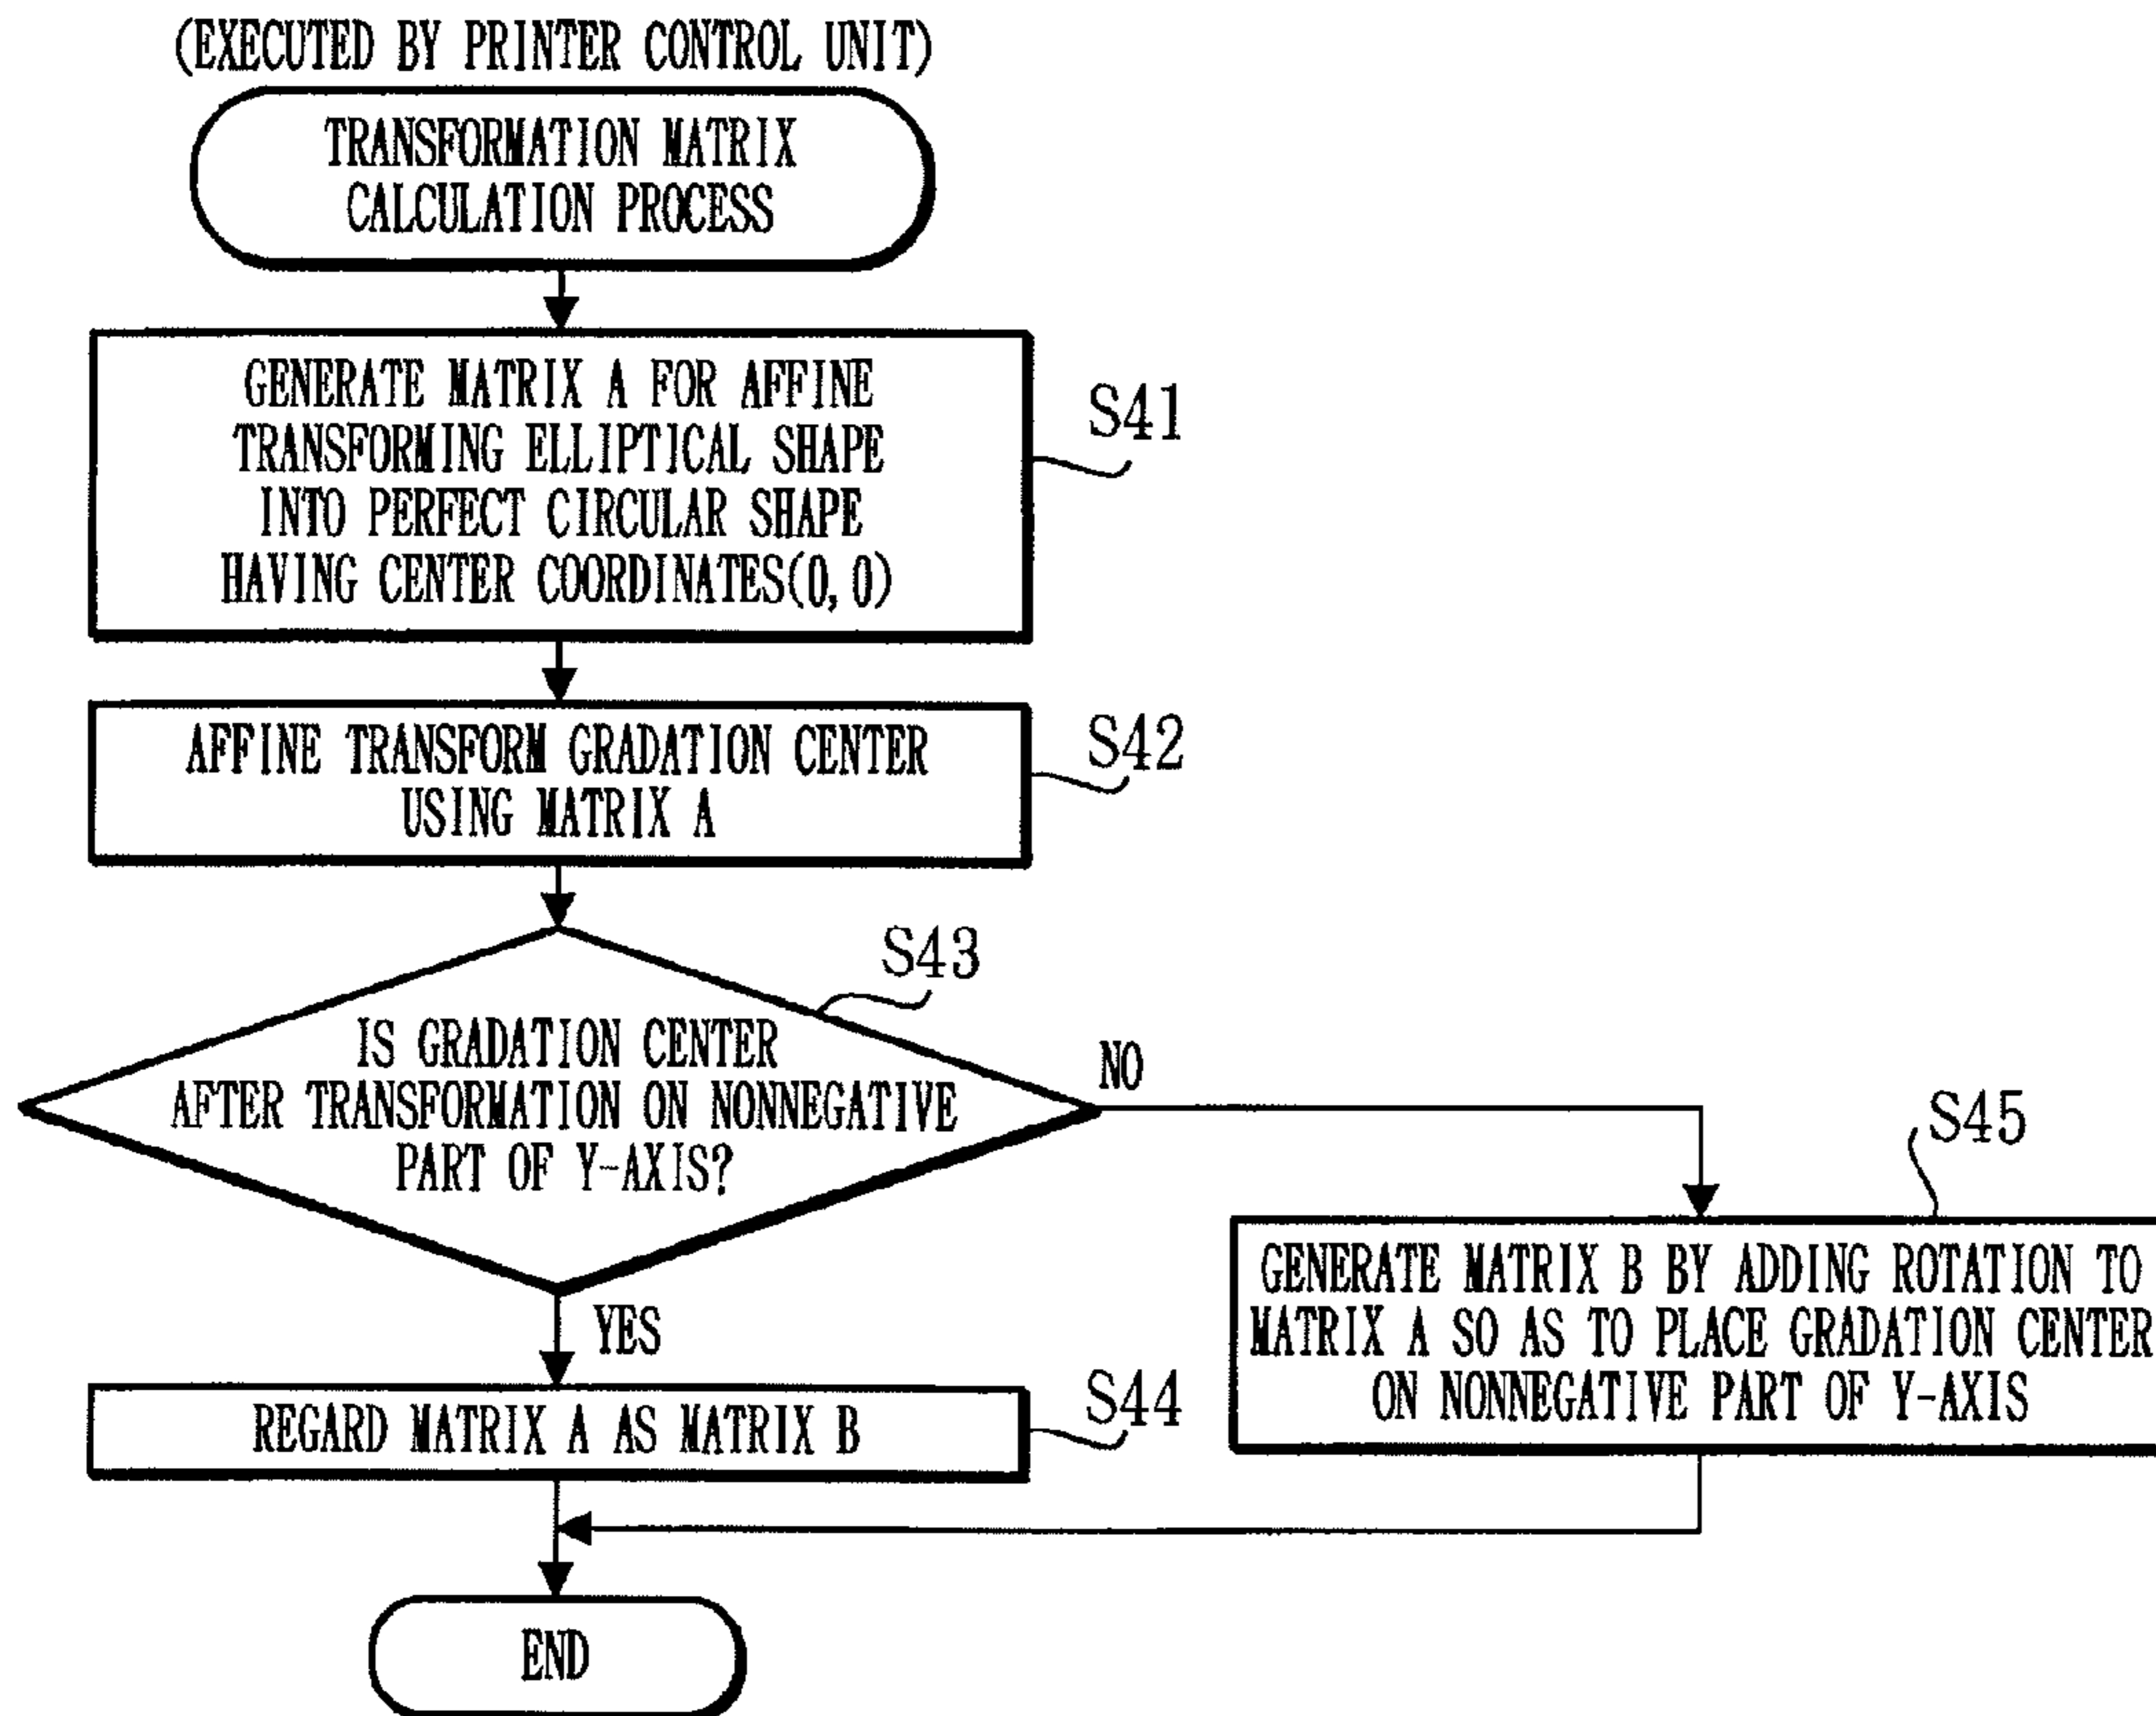 (EXECUTED BY PRINTER CONTROL UNIT)
TRANSFORMATION MATRIX
CALCULATION PROCESS
GENERATE MATRIX A FOR AFFINE
TRANSFORMING ELLIPTICAL SHAPE
INTO PERFECT CIRCULAR SHAPE
HAVING CENTER COORDINATES(0,0)
S41
AFFINE TRANSFORM GRADATION CENTER
USING MATRIX A
S42
S43
IS GRADATION CENTER
AFTER TRANSFORMATION ON NONNEGATIVE
PART OF Y-AXIS?
NO
YES
S45
GENERATE MATRIX B BY ADDING ROTATION TO
MATRIX A SO AS TO PLACE GRADATION CENTER
ON NONNEGATIVE PART OF Y-AXIS
REGARD MATRIX A AS MATRIX B
S44
END